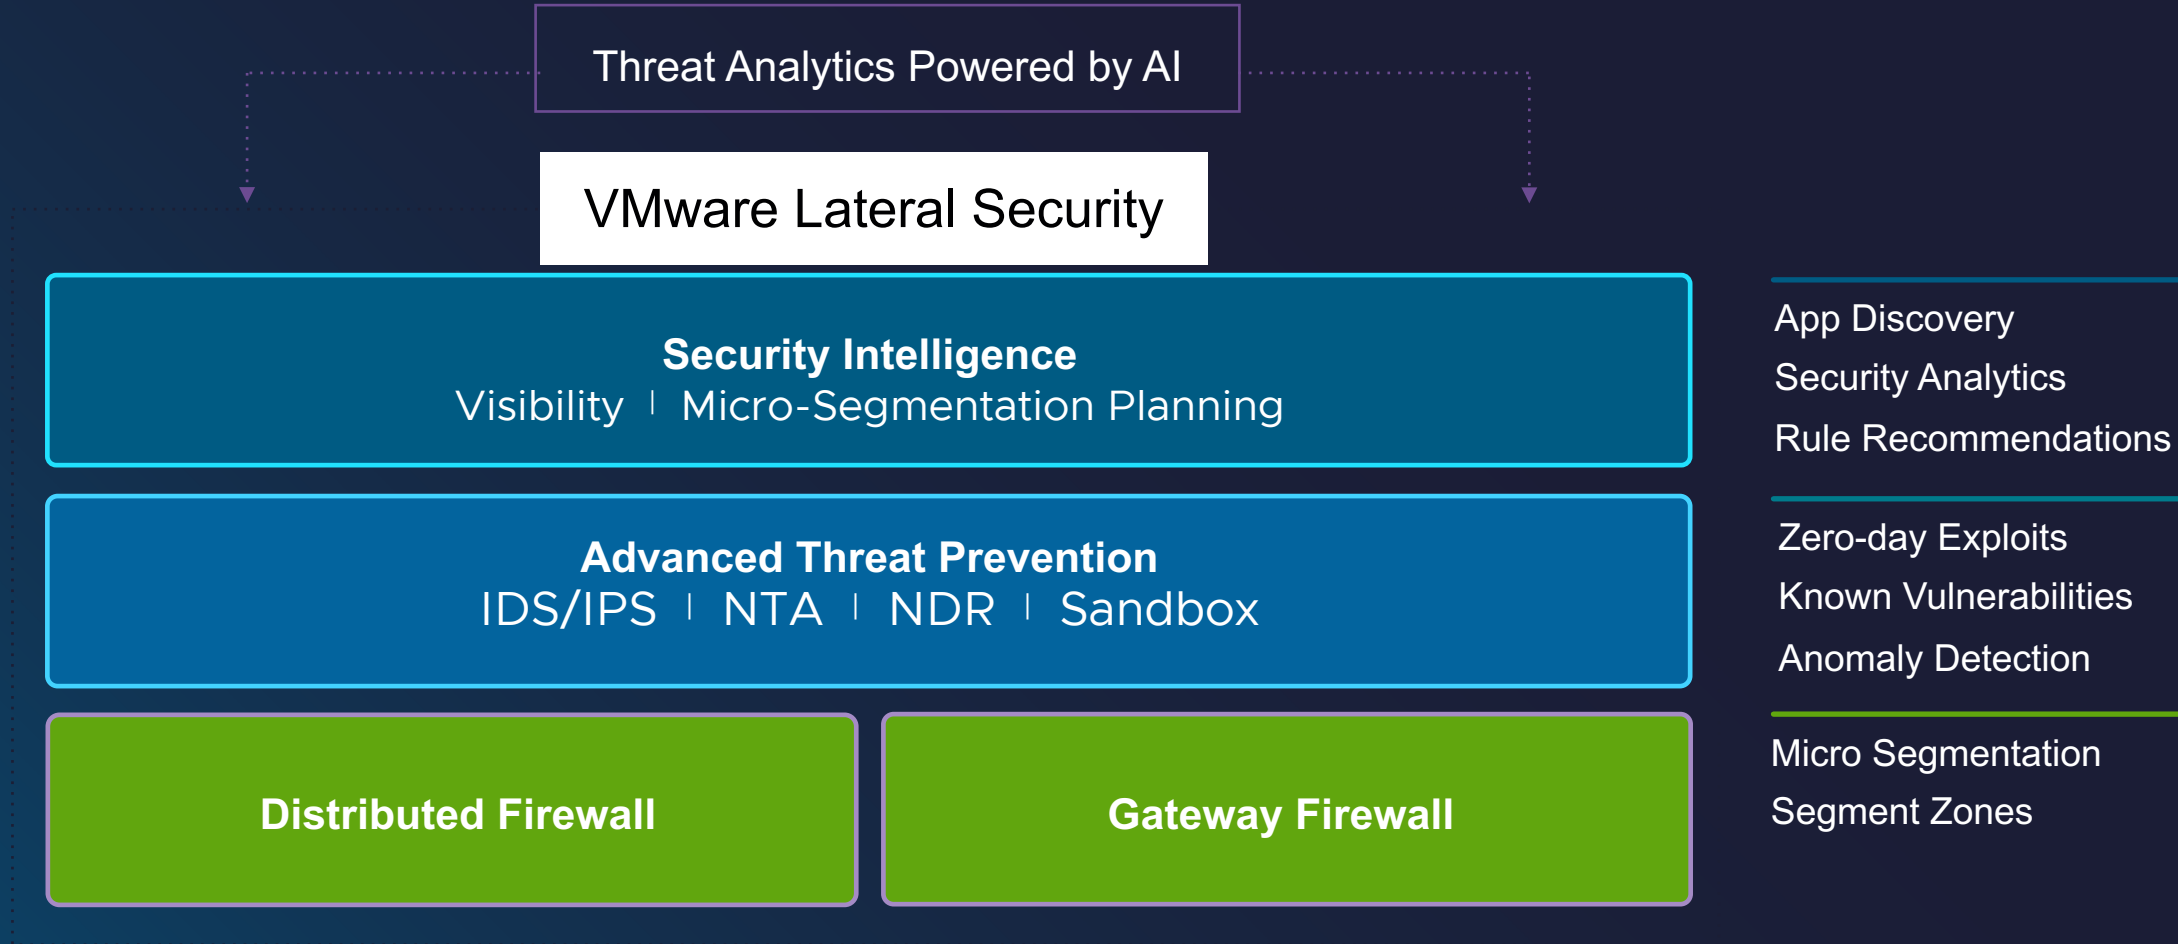 Threat Analytics Powered by AI
VMware Lateral Security
Security Intelligence
Visibility | Micro-Segmentation Planning
App Discovery
Security Analytics
Rule Recommendations
Advanced Threat Prevention
IDS/IPS | NTA | NDR | Sandbox
Zero-day Exploits
Known Vulnerabilities
Anomaly Detection
Distributed Firewall
Gateway Firewall
Micro Segmentation
Segment Zones